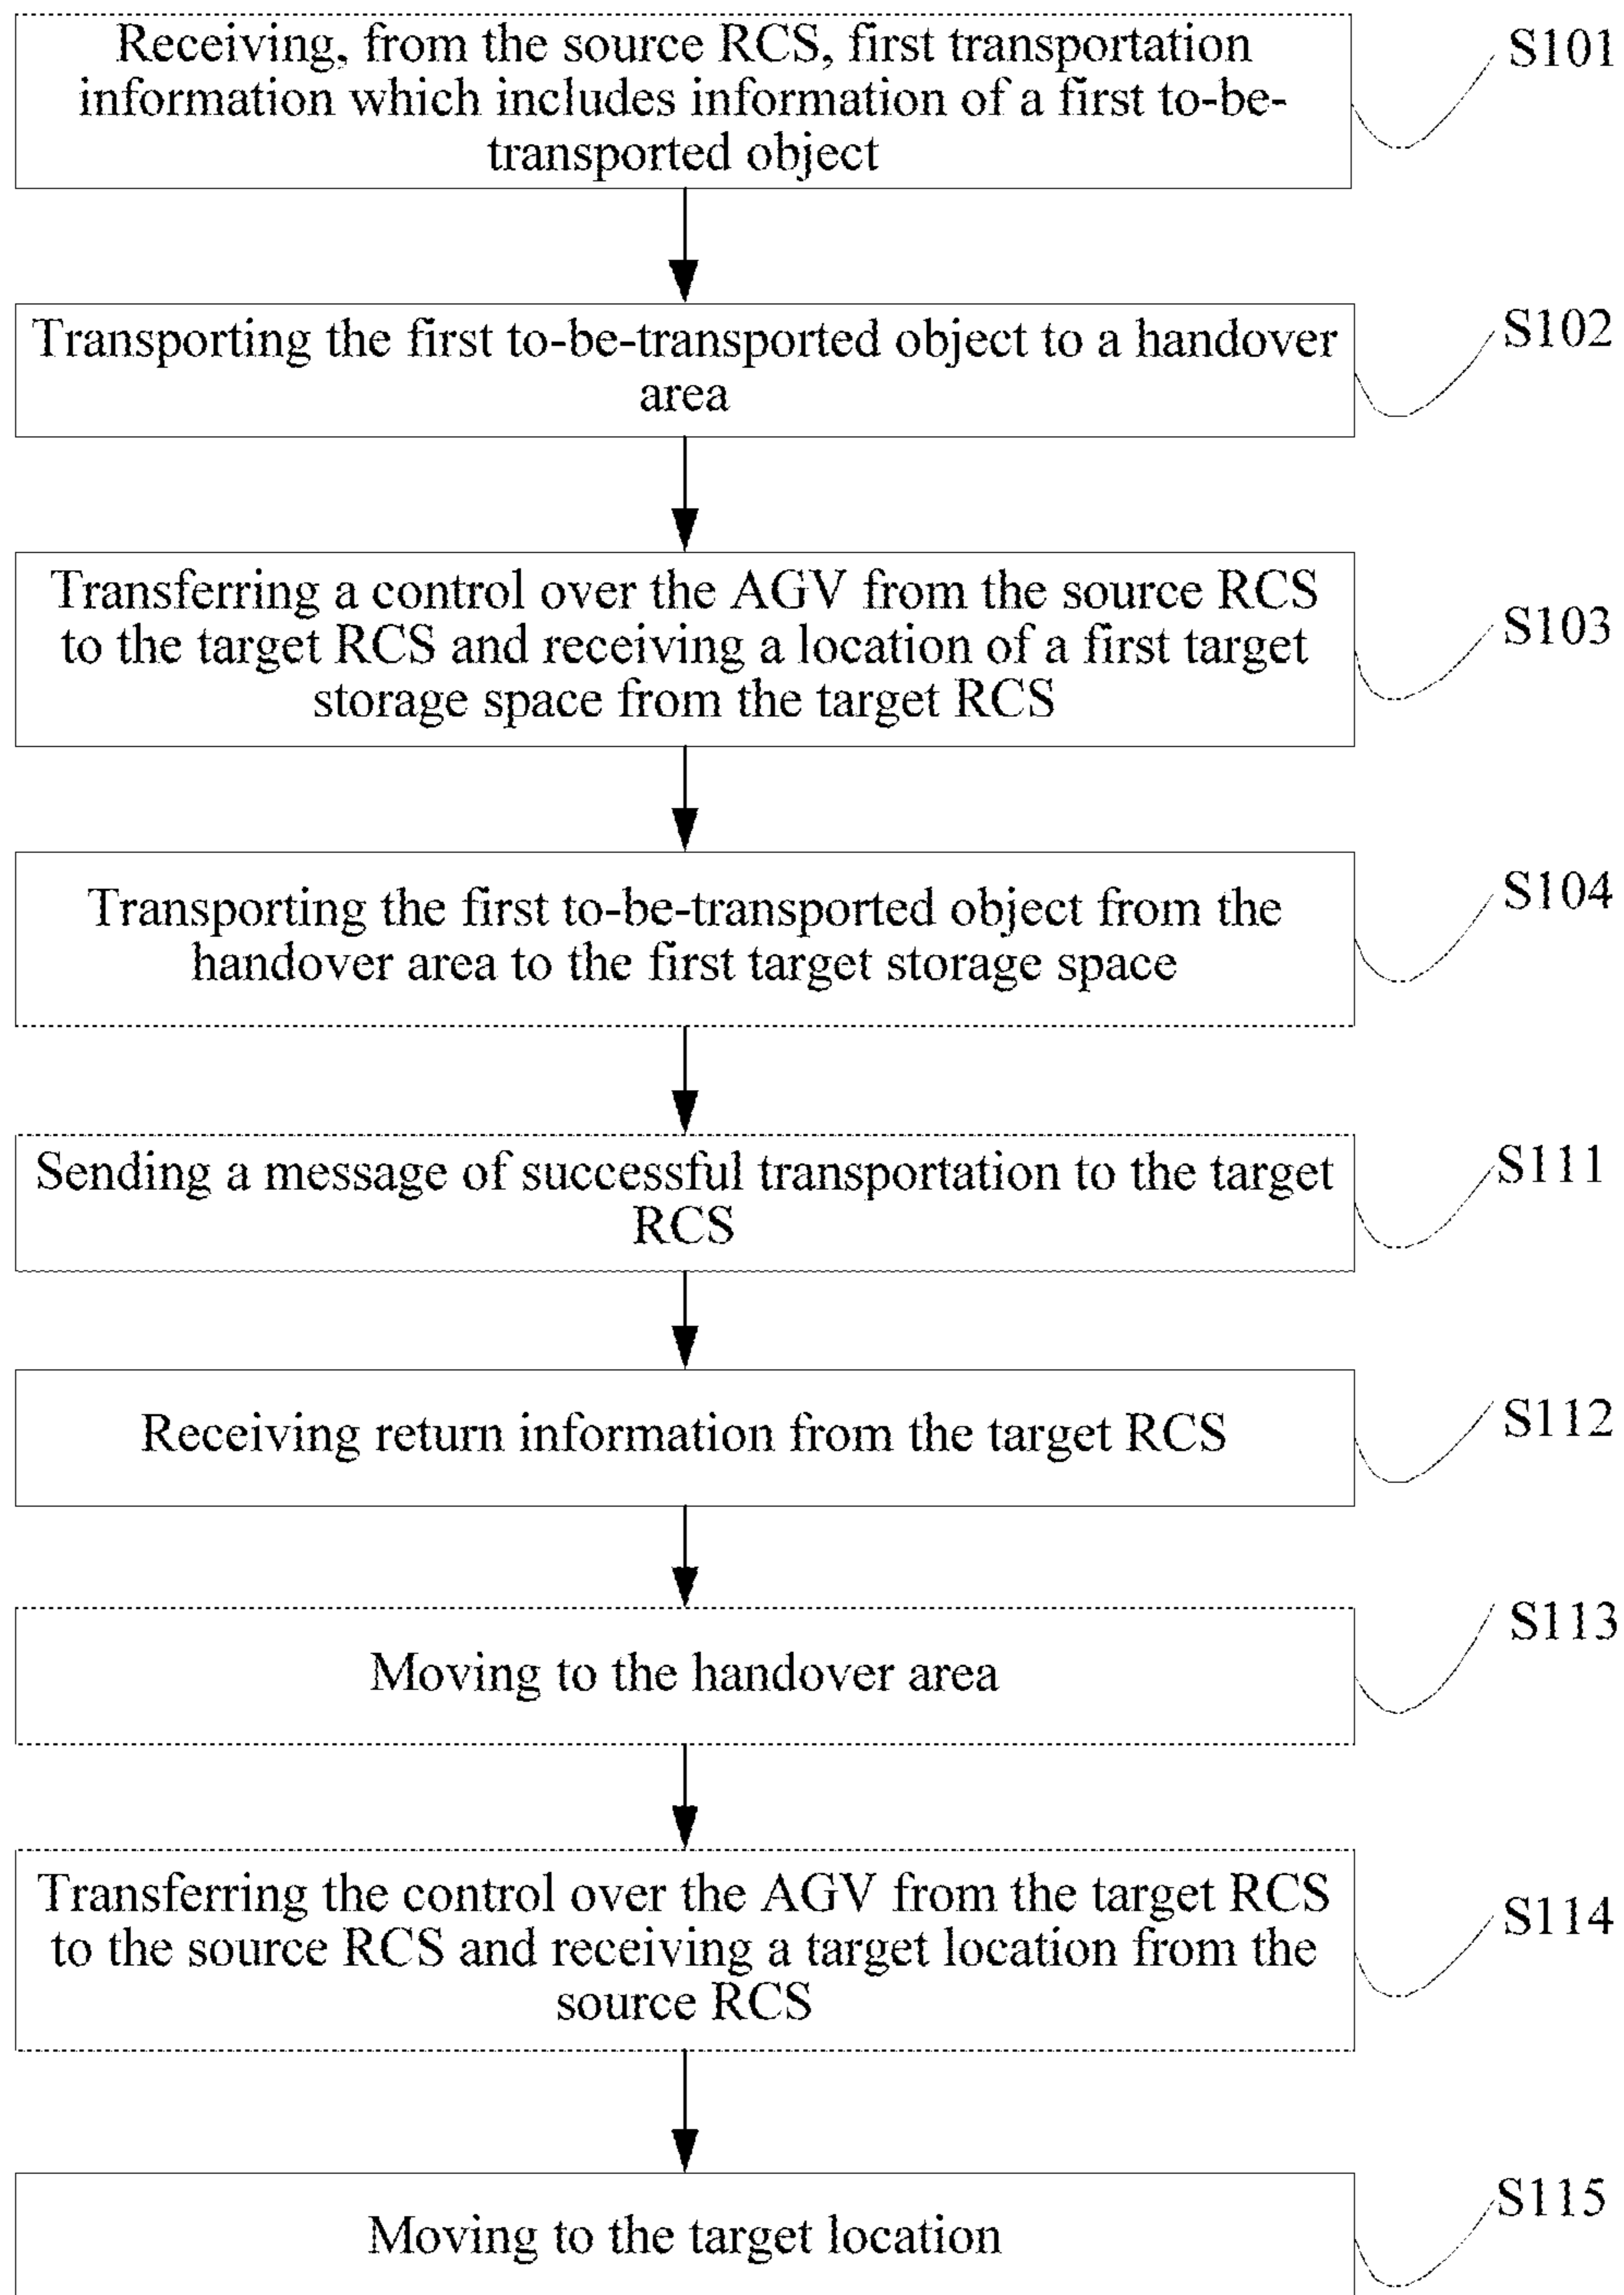 Receiving, from the source RCS, first transportation
information which includes information of a first to-be-
transported object
S101
Transporting the first to-be-transported object to a handover
area
S102
Transferring a control over the AGV from the source RCS
to the target RCS and receiving a location of a first target
storage space from the target RCS
S103
Transporting the first to-be-transported object from the
handover area to the first target storage space
S104
Sending a message of successful transportation to the target
RCS
S111
Receiving return information from the target RCS
S112
Moving to the handover area
S113
Transferring the control over the AGV from the target RCS
to the source RCS and receiving a target location from the
source RCS
S114
Moving to the target location
S115